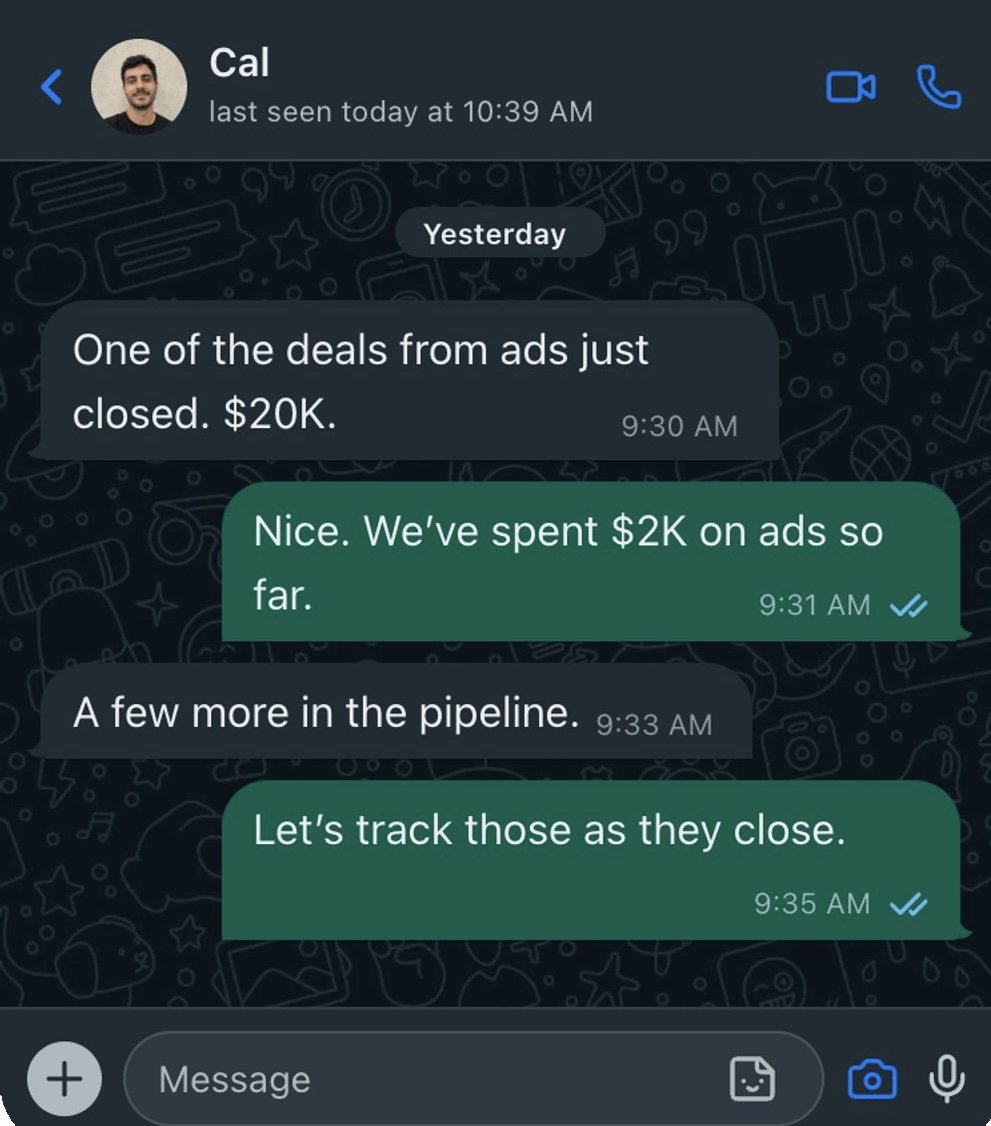 Cal
last seen today at 10:39 AM
Yesterday
One of the deals from ads just
closed. $20K.
9:30 AM
Nice. We’ve spent $2K on ads so
far.
9:31 AM
A few more in the pipeline. 9:33 AM
Let’s track those as they close.
9:35 AM
Message